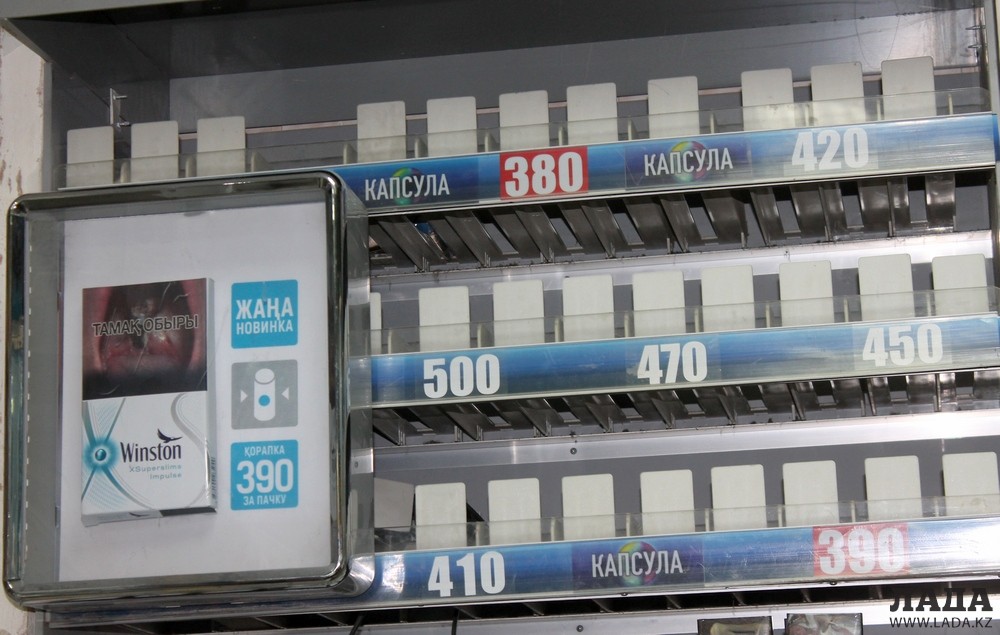 КАПСУЛА 380 КАПСУЛА 420
500 470 450
410 КАПСУЛА 390
ТАМАҚ ОБЫРЫ
Winston
XSuperslims
Impulse
ЖАҢА
НОВИНКА
ҚОРАПКА
390
ЗА ПАЧКУ
ЛАДА
WWW.LADA.KZ